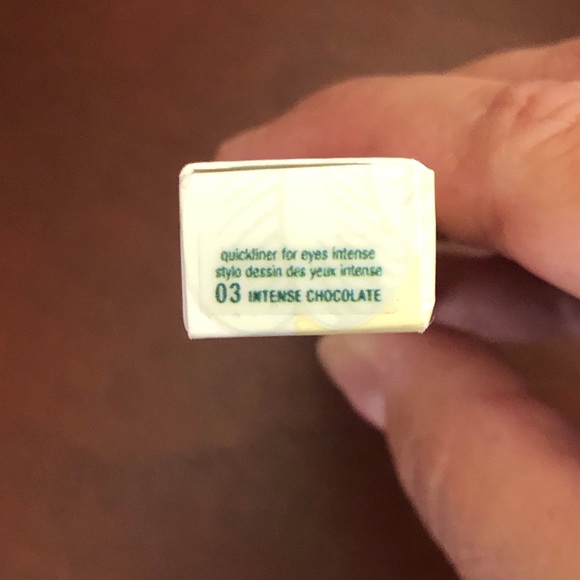 quickliner for eyes intense
stylo dessin des yeux intense
03 INTENSE CHOCOLATE